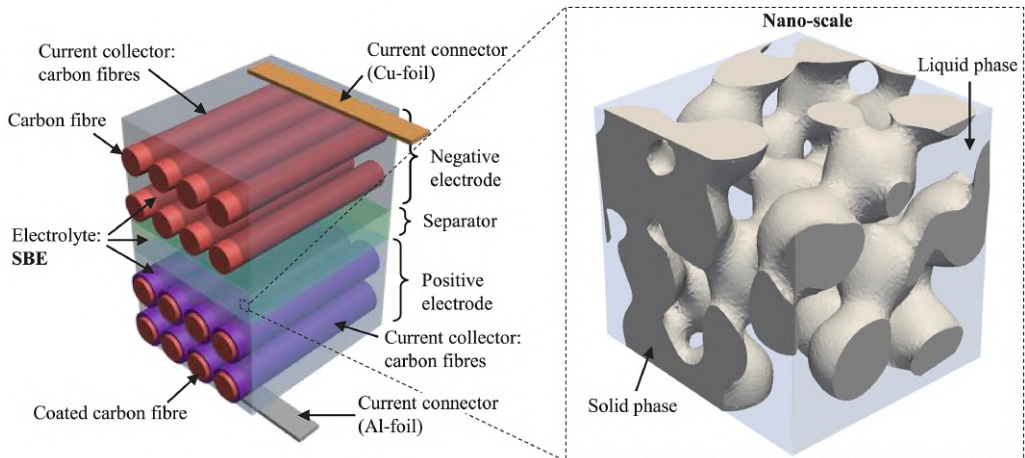 Current collector:
carbon fibres
Carbon fibre
Current connector
(Cu-foil)
Negative
electrode
Separator
Electrolyte:
SBE
Positive
electrode
Current collector:
carbon fibres
Coated carbon fibre
Current connector
(Al-foil)
Nano-scale
Liquid phase
Solid phase